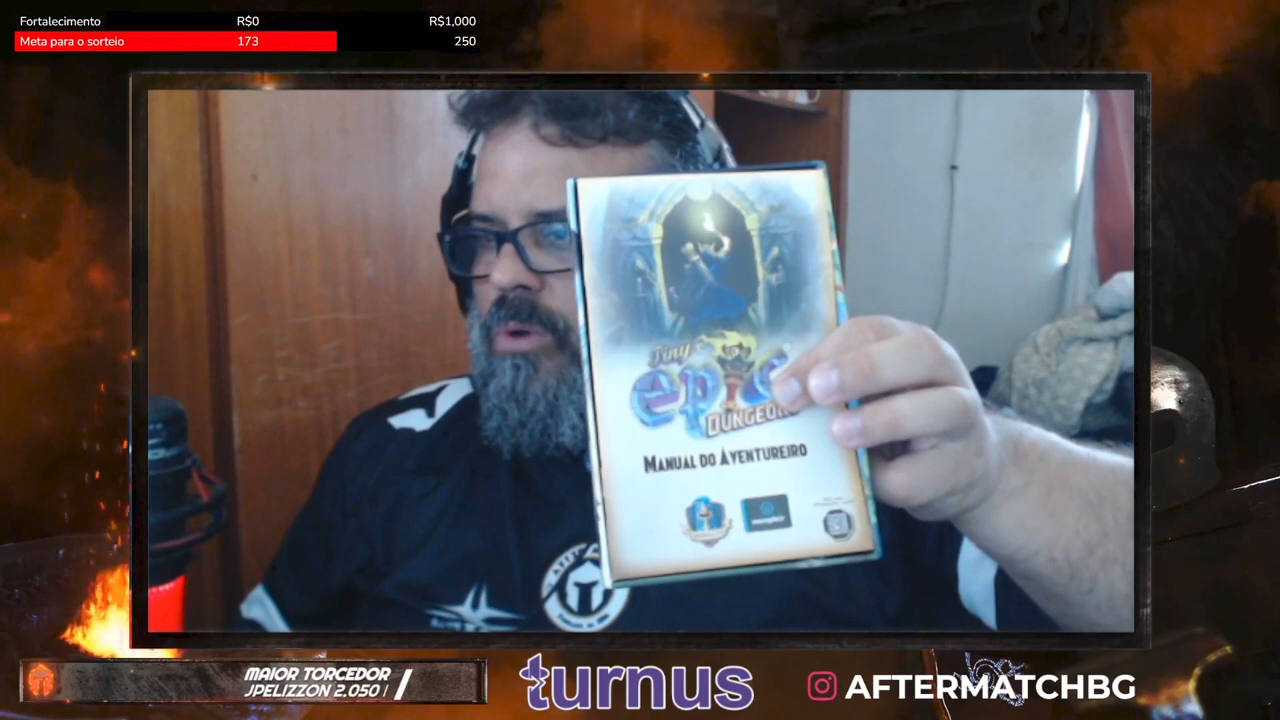 Fortalecimento R$0 R$1,000
Meta para o sorteio 173 250
Tiny
epic
DUNGEONS
MANUAL DO AVENTUREIRO
MAIOR TORCEDOR
JPELIZZON 2.050
turnus
AFTERMATCHBG